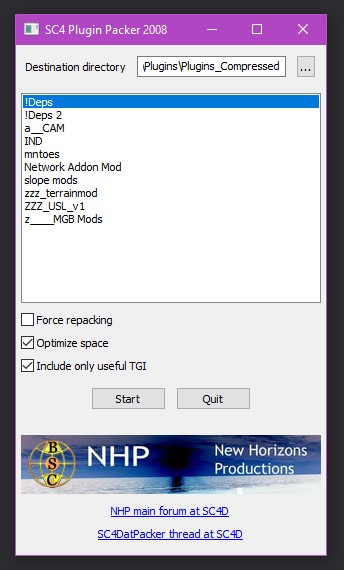 SC4 Plugin Packer 2008
Destination directory \Plugins\Plugins_Compressed ...
!Deps
!Deps 2
a__CAM
IND
mntoes
Network Addon Mod
slope mods
zzz_terrainmod
ZZZ_USL_v1
z____MGB Mods
Force repacking
Optimize space
Include only useful TGI
Start Quit
BSC NHP New Horizons
Productions
NHP main forum at SC4D
SC4DatPacker thread at SC4D